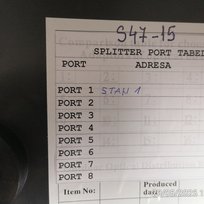 S47-15
SPLITTER PORT TABEL
PORT ADRESA
PORT 1 STAN 1
PORT 2
PORT 3
PORT 4
PORT 5
PORT 6
PORT 7
PORT 8
Item No:
Produced
date: